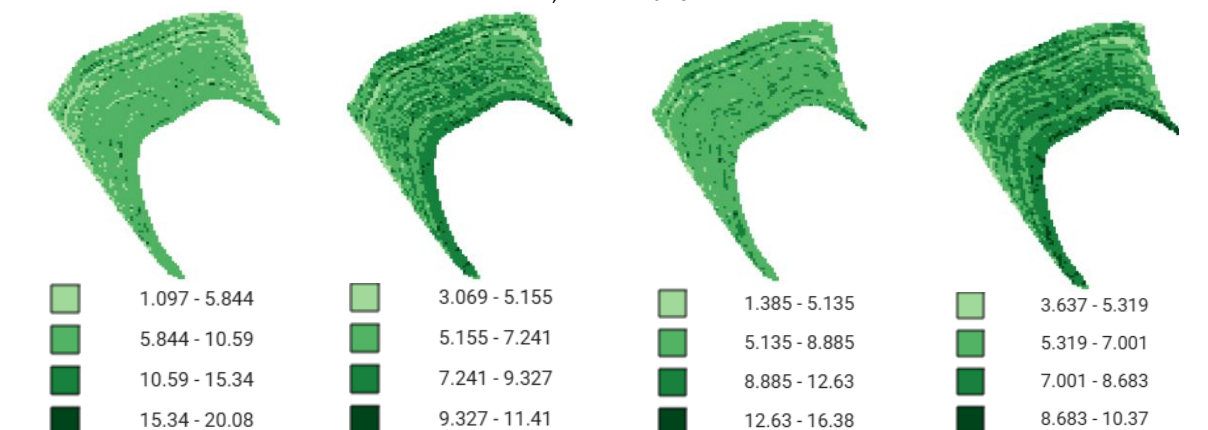 1.097 - 5.844
5.844 - 10.59
10.59 - 15.34
15.34 - 20.08
3.069 - 5.155
5.155 - 7.241
7.241 - 9.327
9.327 - 11.41
1.385 - 5.135
5.135 - 8.885
8.885 - 12.63
12.63 - 16.38
3.637 - 5.319
5.319 - 7.001
7.001 - 8.683
8.683 - 10.37